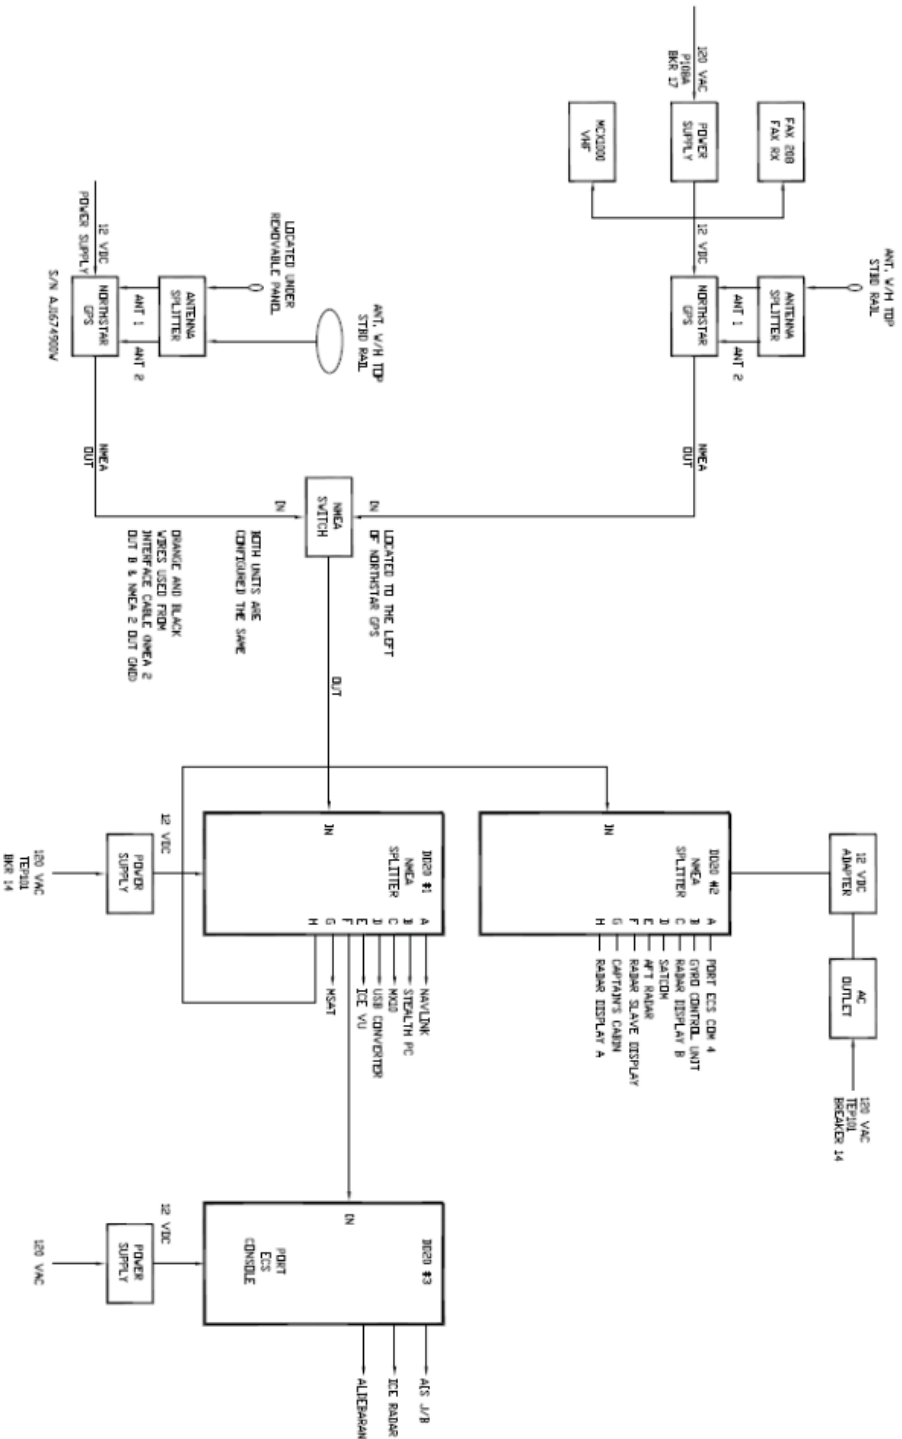 120 VAC
P108A
BKR 17
MCX1000
VHF
POWER
SUPPLY
FAX 208
FAX RX
12 VDC
ANT, W/H TOP
STBD RAIL
NORTHSTAR
GPS
ANT 1
ANT 2
ANTENNA
SPLITTER
NMEA
OUT
12 VDC
POWER SUPPLY
LOCATED UNDER
REMOVABLE PANEL
ANT, W/H TOP
STBD RAIL
NORTHSTAR
GPS
ANT 1
ANT 2
ANTENNA
SPLITTER
NMEA
OUT
IN
NMEA
SWITCH
IN
LOCATED TO THE LEFT
OF NORTHSTAR GPS
BOTH UNITS ARE
CONFIGURED THE SAME
ORANGE AND BLACK
WIRES USED FROM
INTERFACE CABLE (NMEA 2
OUT B & NMEA 2 OUT GND)
OUT
120 VAC
TEP101
BKR 14
POWER
SUPPLY
12 VDC
IN
DD20 #1
NMEA
SPLITTER
A NAVLINK
B STEALTH PC
C MX10
D USB CONVERTER
E ICE VU
F
G MSAT
H
IN
DD20 #2
NMEA
SPLITTER
A PORT ECS COM 4
B GYRO CONTROL UNIT
C RADAR DISPLAY B
D SATCOM
E AFT RADAR
F RADAR SLAVE DISPLAY
G CAPTAIN'S CABIN
H RADAR DISPLAY A
12 VDC
ADAPTER
AC
OUTLET
120 VAC
TEP101
BREAKER 14
120 VAC
POWER
SUPPLY
12 VDC
IN
DD20 #3
PORT
ECS
CONSOLE
AIS J/B
ICE RADAR
ALDEBARAN